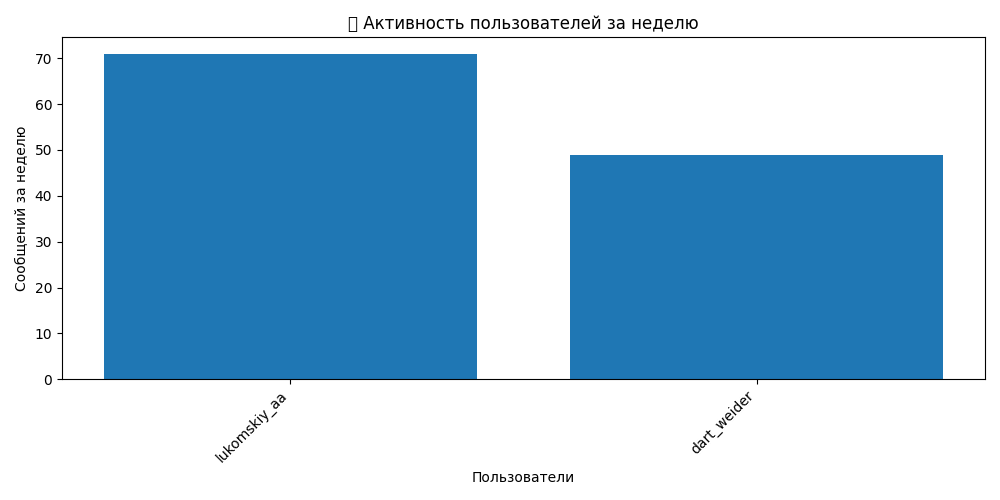 Активность пользователей за неделю
Сообщений за неделю
70
60
50
40
30
20
10
0
lukomskiy_aa
dart_weider
Пользователи